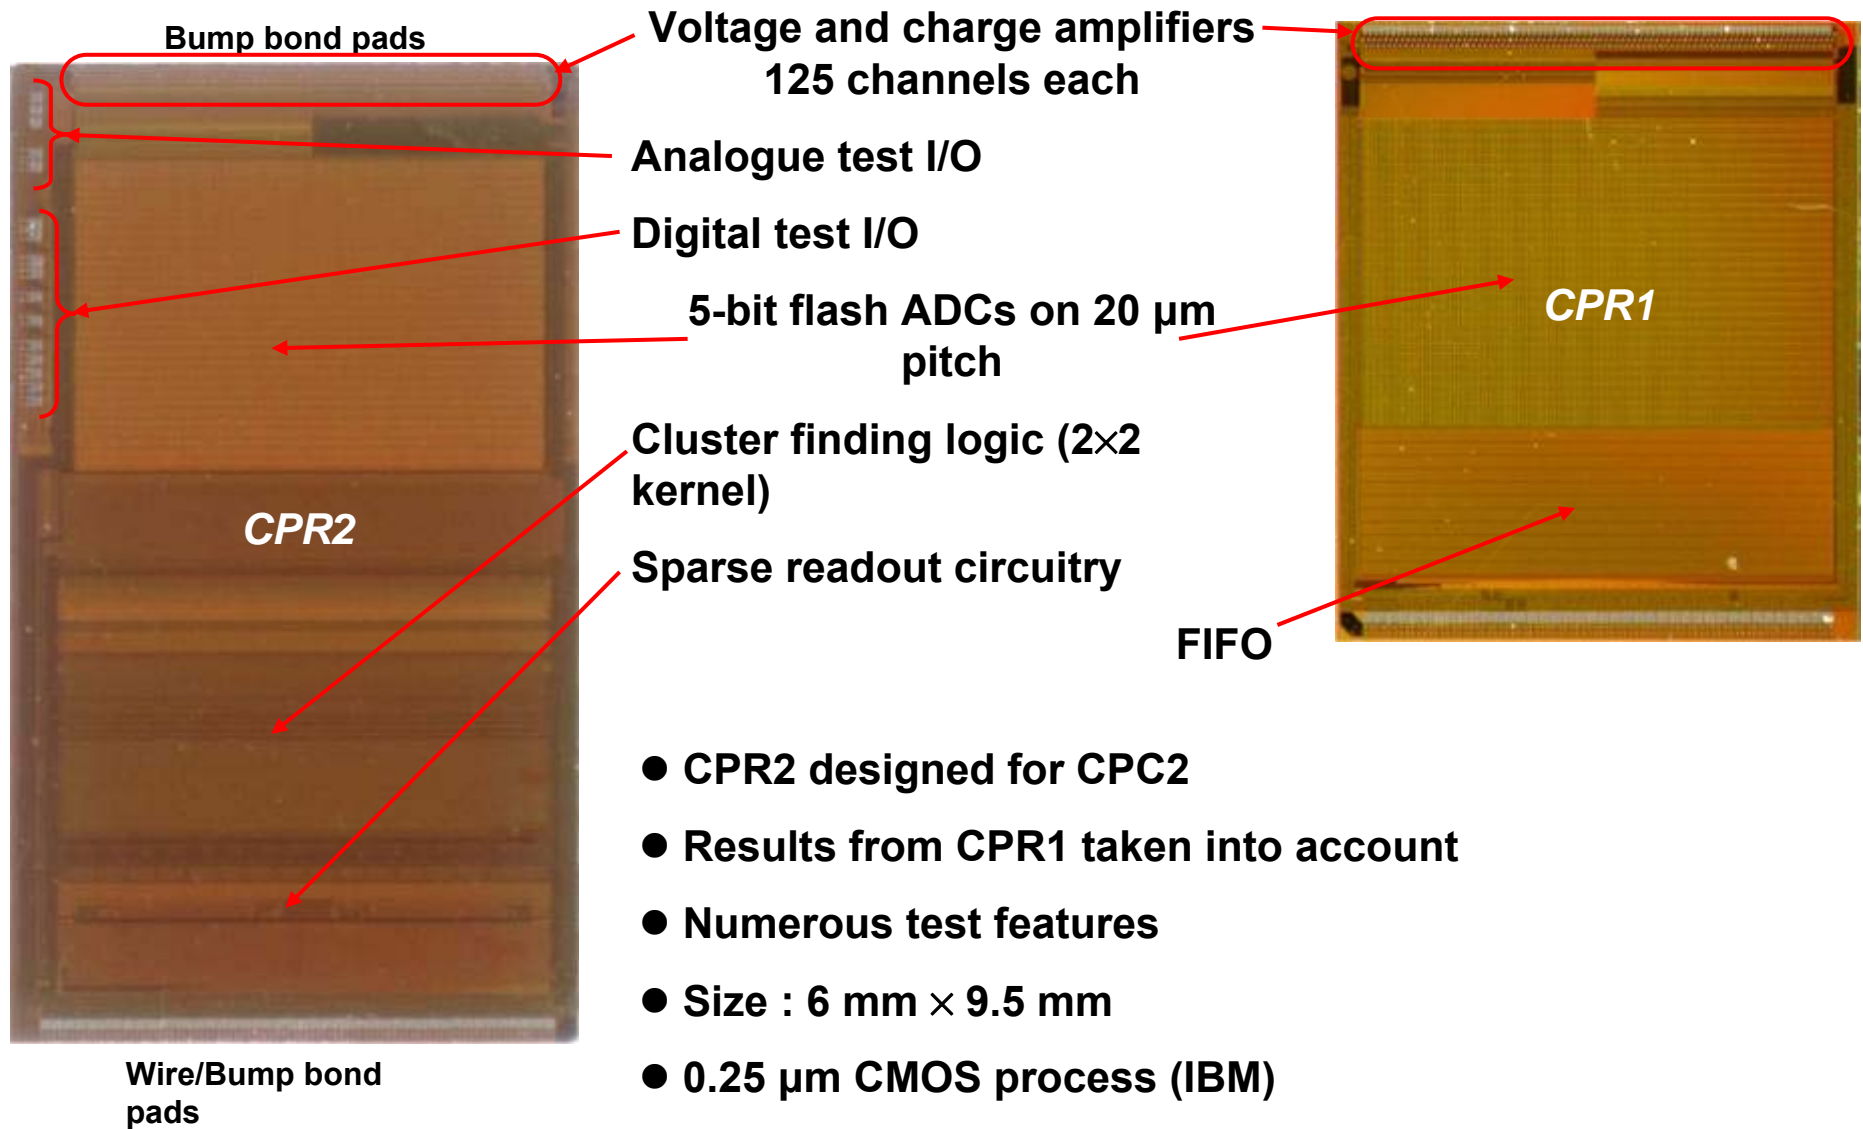 Bump bond pads
Voltage and charge amplifiers
125 channels each
Analogue test I/O
Digital test I/O
5-bit flash ADCs on 20 µm
pitch
CPR1
Cluster finding logic (2×2
kernel)
CPR2
Sparse readout circuitry
FIFO
● CPR2 designed for CPC2
● Results from CPR1 taken into account
● Numerous test features
● Size : 6 mm × 9.5 mm
● 0.25 µm CMOS process (IBM)
Wire/Bump bond
pads